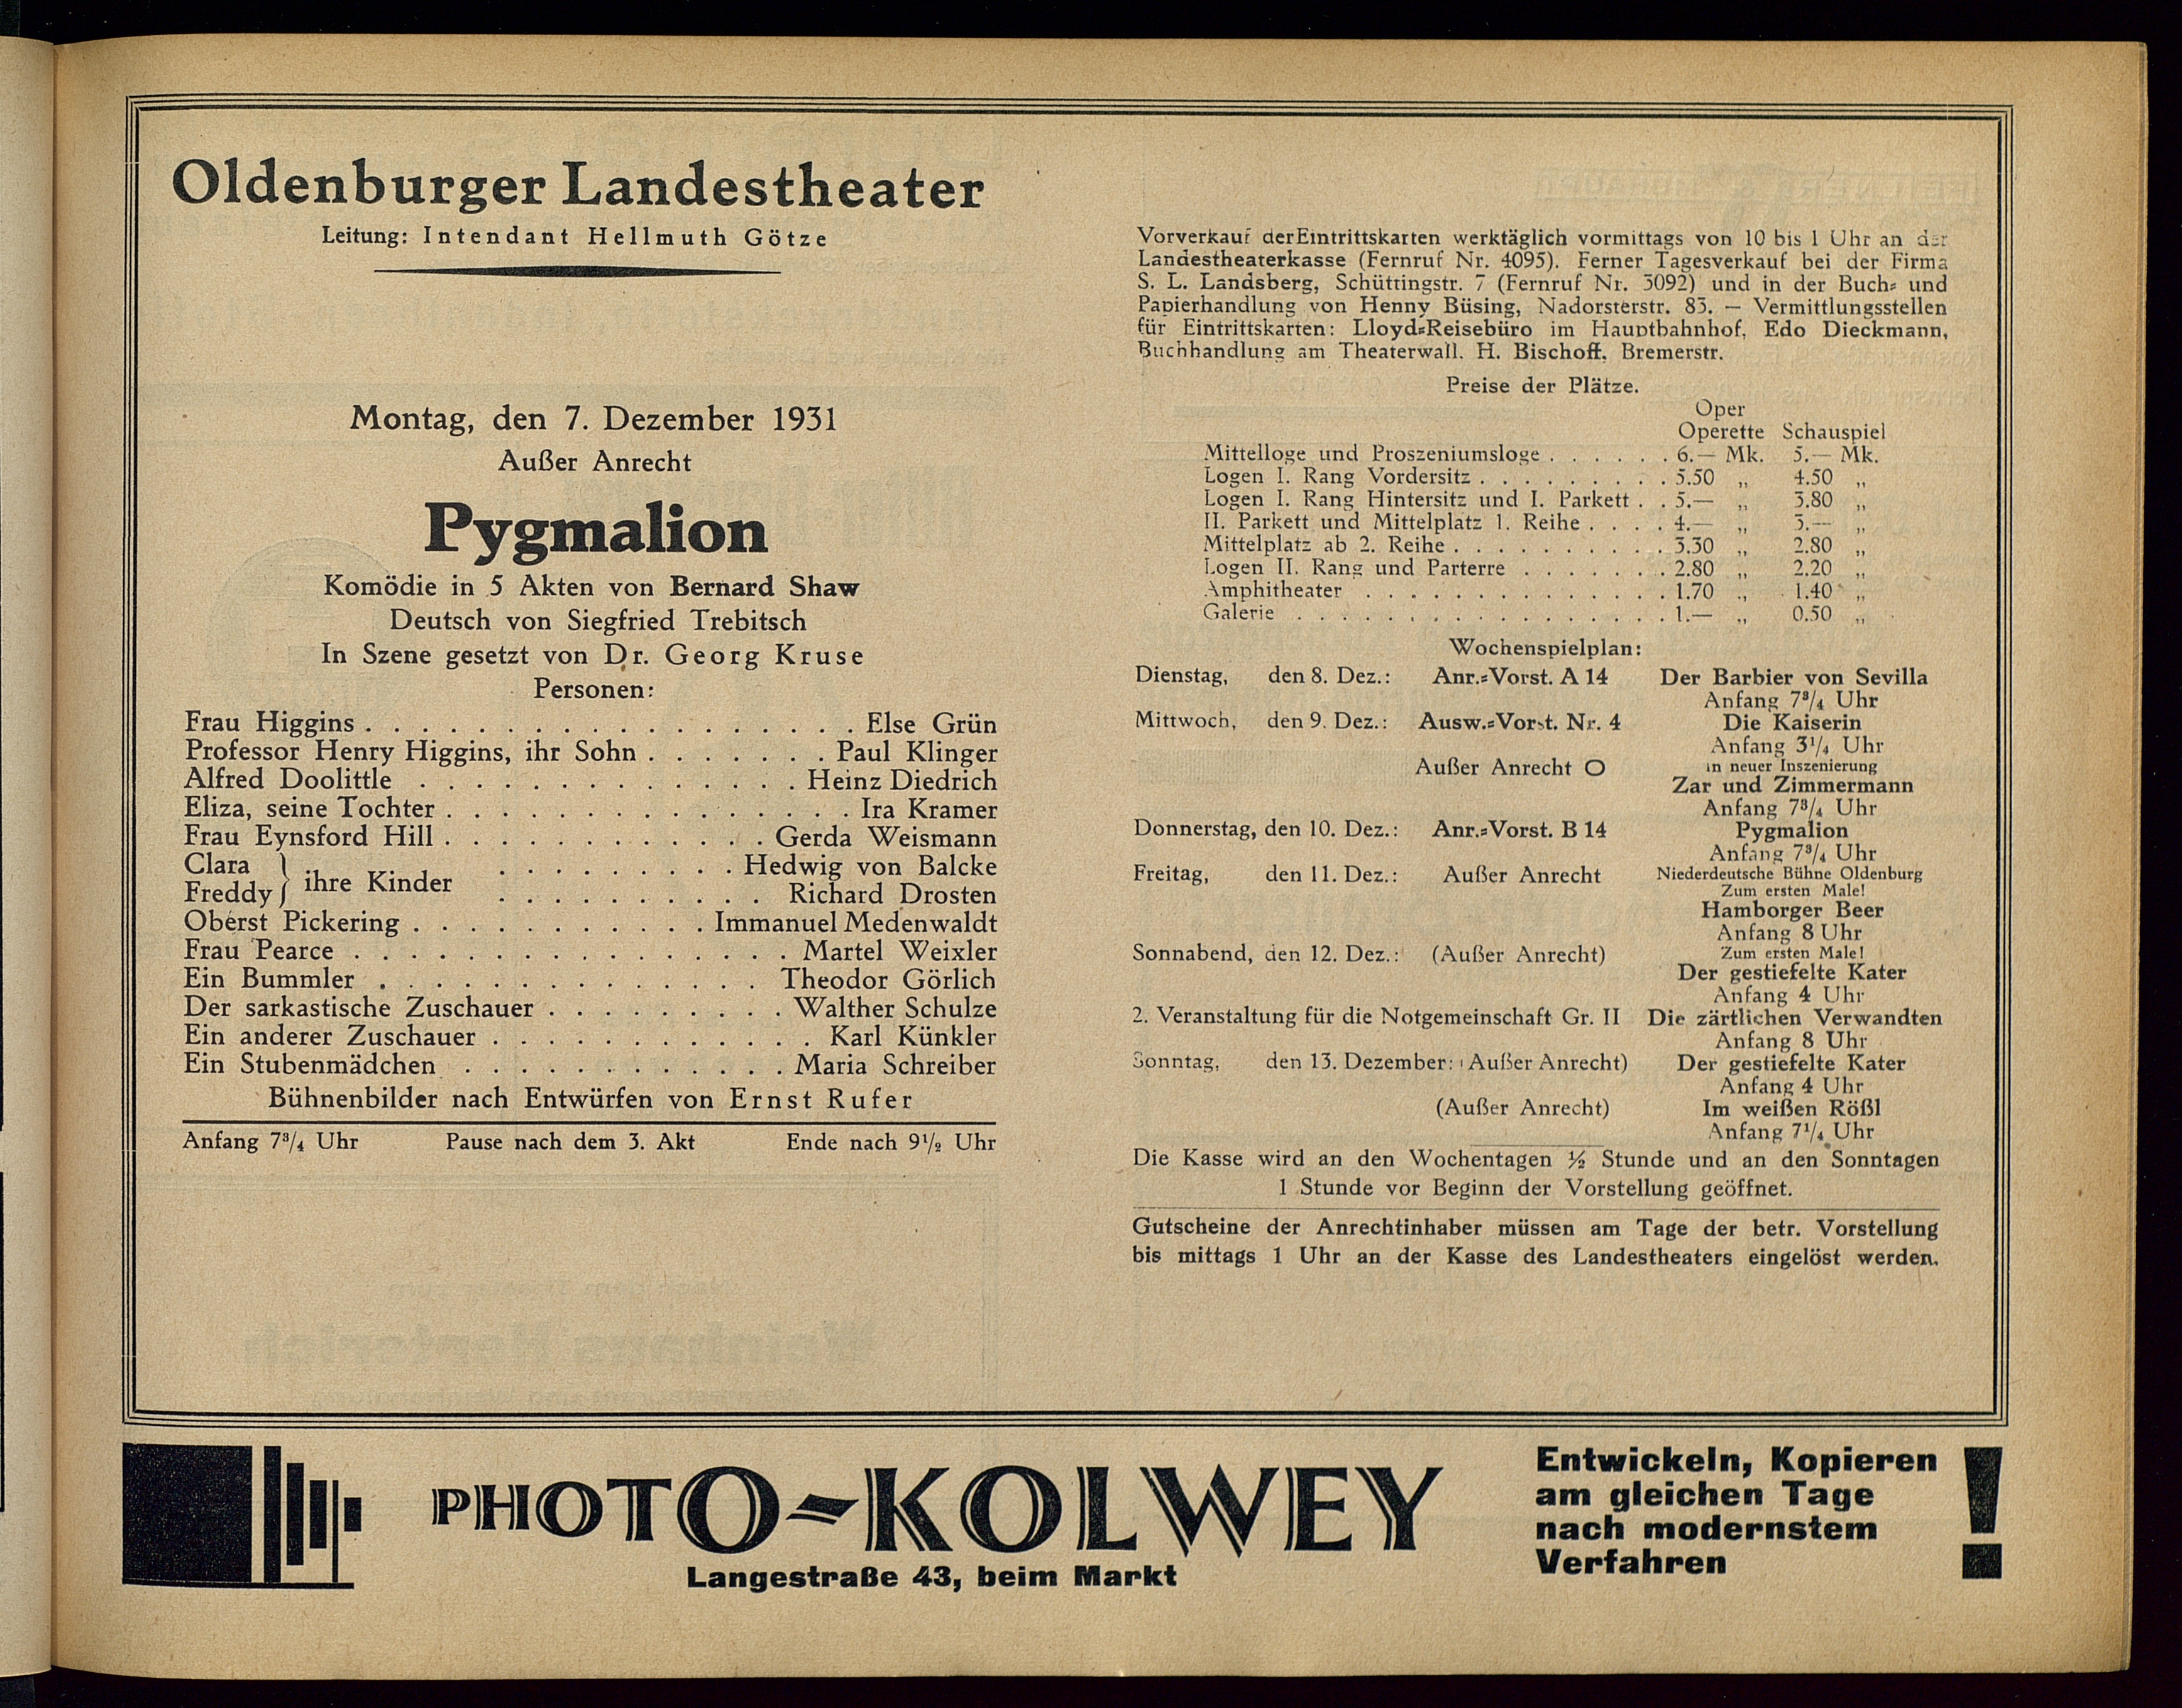 Oldenburger Landestheater
Leitung: Intendant Hellmuth Götze
Montag, den 7. Dezember 1931
Außer Anrecht
Pygmalion
Komödie in 5 Akten von Bernard Shaw
Deutsch von Siegfried Trebitsch
In Szene gesetzt von Dr. Georg Kruse
Personen:
Frau Higgins . . . . . . . . . . . . . . . . . . Else Grün
Professor Henry Higgins, ihr Sohn . . . . . . . Paul Klinger
Alfred Doolittle . . . . . . . . . . . . . . Heinz Diedrich
Eliza, seine Tochter . . . . . . . . . . . . . . . Ira Kramer
Frau Eynsford Hill . . . . . . . . . . . . Gerda Weismann
Clara } ihre Kinder . . . . . . . . . Hedwig von Balcke
Freddy } . . . . . . . . . . Richard Drosten
Oberst Pickering . . . . . . . . . . . Immanuel Medenwaldt
Frau Pearce . . . . . . . . . . . . . . . . Martel Weixler
Ein Bummler . . . . . . . . . . . . . . Theodor Görlich
Der sarkastische Zuschauer . . . . . . . . . Walther Schulze
Ein anderer Zuschauer . . . . . . . . . . . . Karl Künkler
Ein Stubenmädchen . . . . . . . . . . . . Maria Schreiber
Bühnenbilder nach Entwürfen von Ernst Rufer
Anfang 7¾ Uhr Pause nach dem 3. Akt Ende nach 9½ Uhr
Vorverkauf der Eintrittskarten werktäglich vormittags von 10 bis 1 Uhr an der
Landestheaterkasse (Fernruf Nr. 4095). Ferner Tagesverkauf bei der Firma
S. L. Landsberg, Schüttingstr. 7 (Fernruf Nr. 3092) und in der Buch- und
Papierhandlung von Henny Büsing, Nadorsterstr. 83. — Vermittlungsstellen
für Eintrittskarten: Lloyd-Reisebüro im Hauptbahnhof, Edo Dieckmann,
Buchhandlung am Theaterwall. H. Bischoff, Bremerstr.
Preise der Plätze.
Oper
Operette Schauspiel
Mittelloge und Proszeniumsloge . . . . . . 6.— Mk. 5.— Mk.
Logen I. Rang Vordersitz . . . . . . . . . 5.50 „ 4.50 „
Logen I. Rang Hintersitz und I. Parkett . . 5.— „ 3.80 „
II. Parkett und Mittelplatz 1. Reihe . . . . 4.— „ 3.— „
Mittelplatz ab 2. Reihe . . . . . . . . . . 3.30 „ 2.80 „
Logen II. Rang und Parterre . . . . . . . 2.80 „ 2.20 „
Amphitheater . . . . . . . . . . . . . . 1.70 „ 1.40 „
Galerie . . . . . . . . . . . . . . . . . 1.— „ 0.50 „
Wochenspielplan:
Dienstag, den 8. Dez.: Anr.-Vorst. A 14 Der Barbier von Sevilla
Anfang 7¾ Uhr
Mittwoch, den 9. Dez.: Ausw.-Vorst. Nr. 4 Die Kaiserin
Anfang 3¼ Uhr
in neuer Inszenierung
Außer Anrecht O Zar und Zimmermann
Anfang 7¾ Uhr
Donnerstag, den 10. Dez.: Anr.-Vorst. B 14 Pygmalion
Anfang 7¾ Uhr
Freitag, den 11. Dez.: Außer Anrecht Niederdeutsche Bühne Oldenburg
Zum ersten Male!
Hamborger Beer
Anfang 8 Uhr
Sonnabend, den 12. Dez.: (Außer Anrecht) Zum ersten Male!
Der gestiefelte Kater
Anfang 4 Uhr
2. Veranstaltung für die Notgemeinschaft Gr. II Die zärtlichen Verwandten
Anfang 8 Uhr
Sonntag, den 13. Dezember: (Außer Anrecht) Der gestiefelte Kater
Anfang 4 Uhr
(Außer Anrecht) Im weißen Rößl
Anfang 7¼ Uhr
Die Kasse wird an den Wochentagen ½ Stunde und an den Sonntagen
1 Stunde vor Beginn der Vorstellung geöffnet.
Gutscheine der Anrechtinhaber müssen am Tage der betr. Vorstellung
bis mittags 1 Uhr an der Kasse des Landestheaters eingelöst werden.
PHOTO-KOLWEY
Langestraße 43, beim Markt
Entwickeln, Kopieren
am gleichen Tage
nach modernstem
Verfahren !